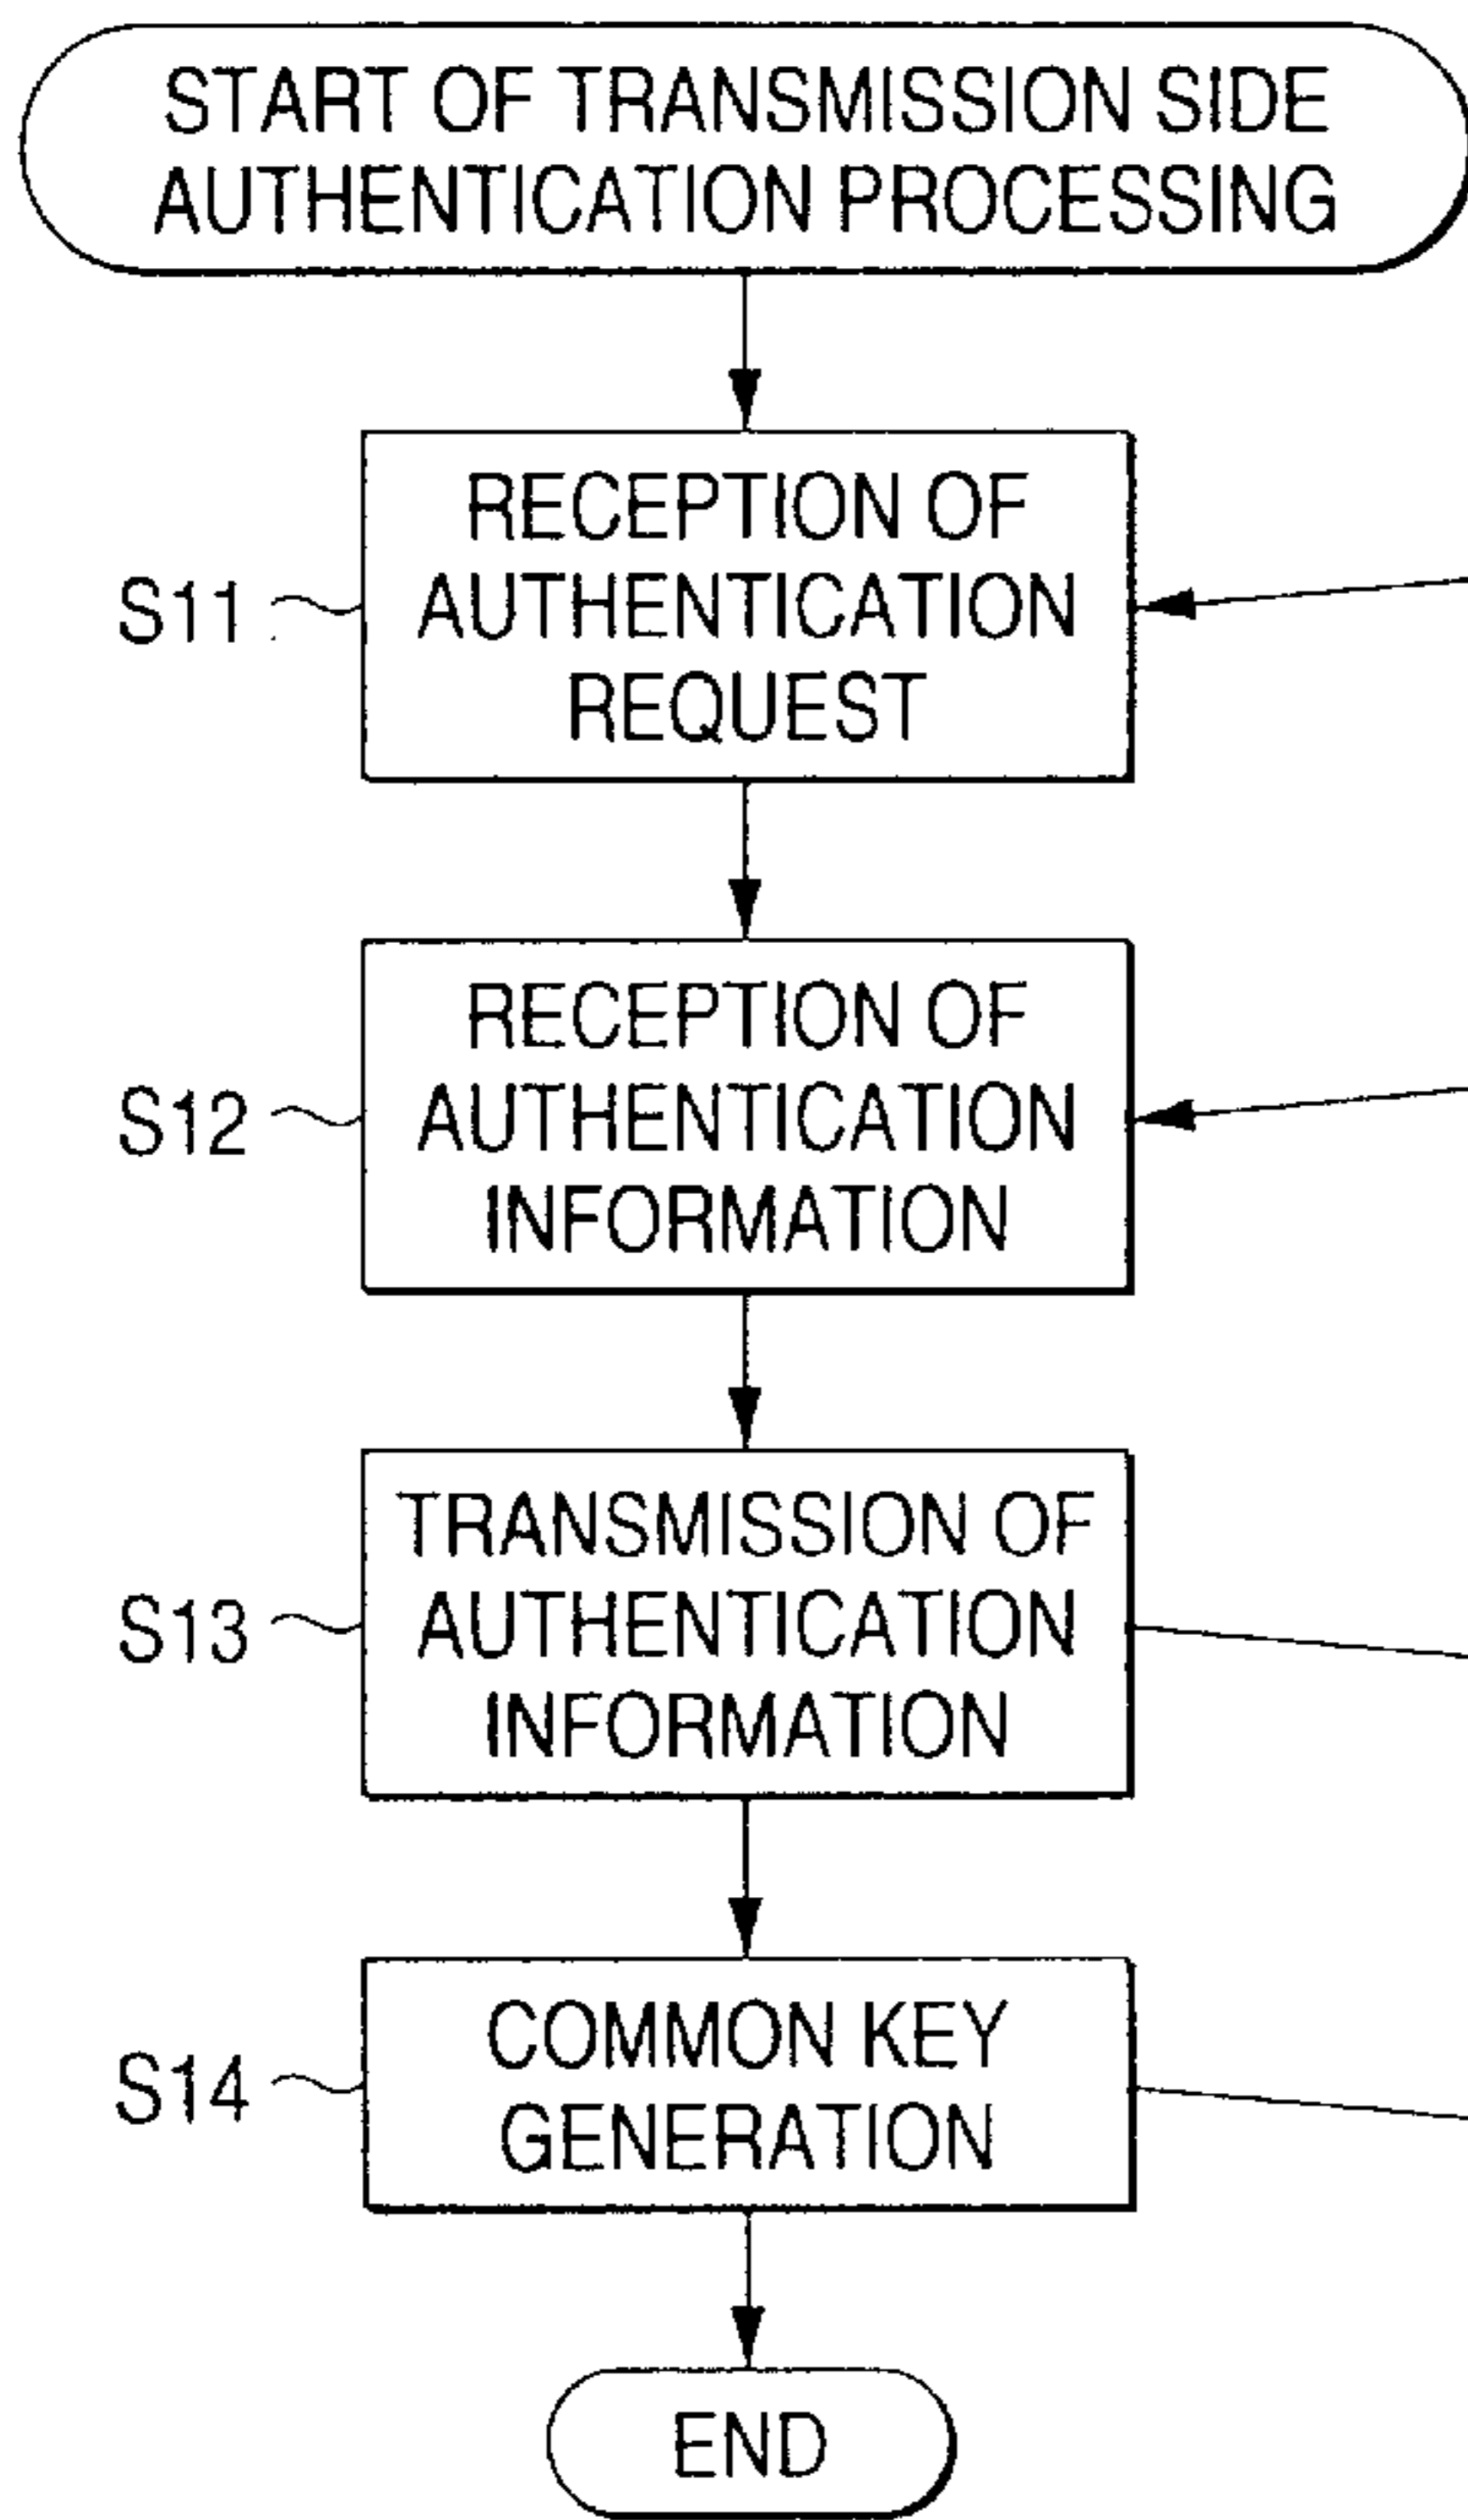 START OF TRANSMISSION SIDE
AUTHENTICATION PROCESSING
RECEPTION OF
AUTHENTICATION
REQUEST
S11
RECEPTION OF
AUTHENTICATION
INFORMATION
S12
TRANSMISSION OF
AUTHENTICATION
INFORMATION
S13
COMMON KEY
GENERATION
S14
END